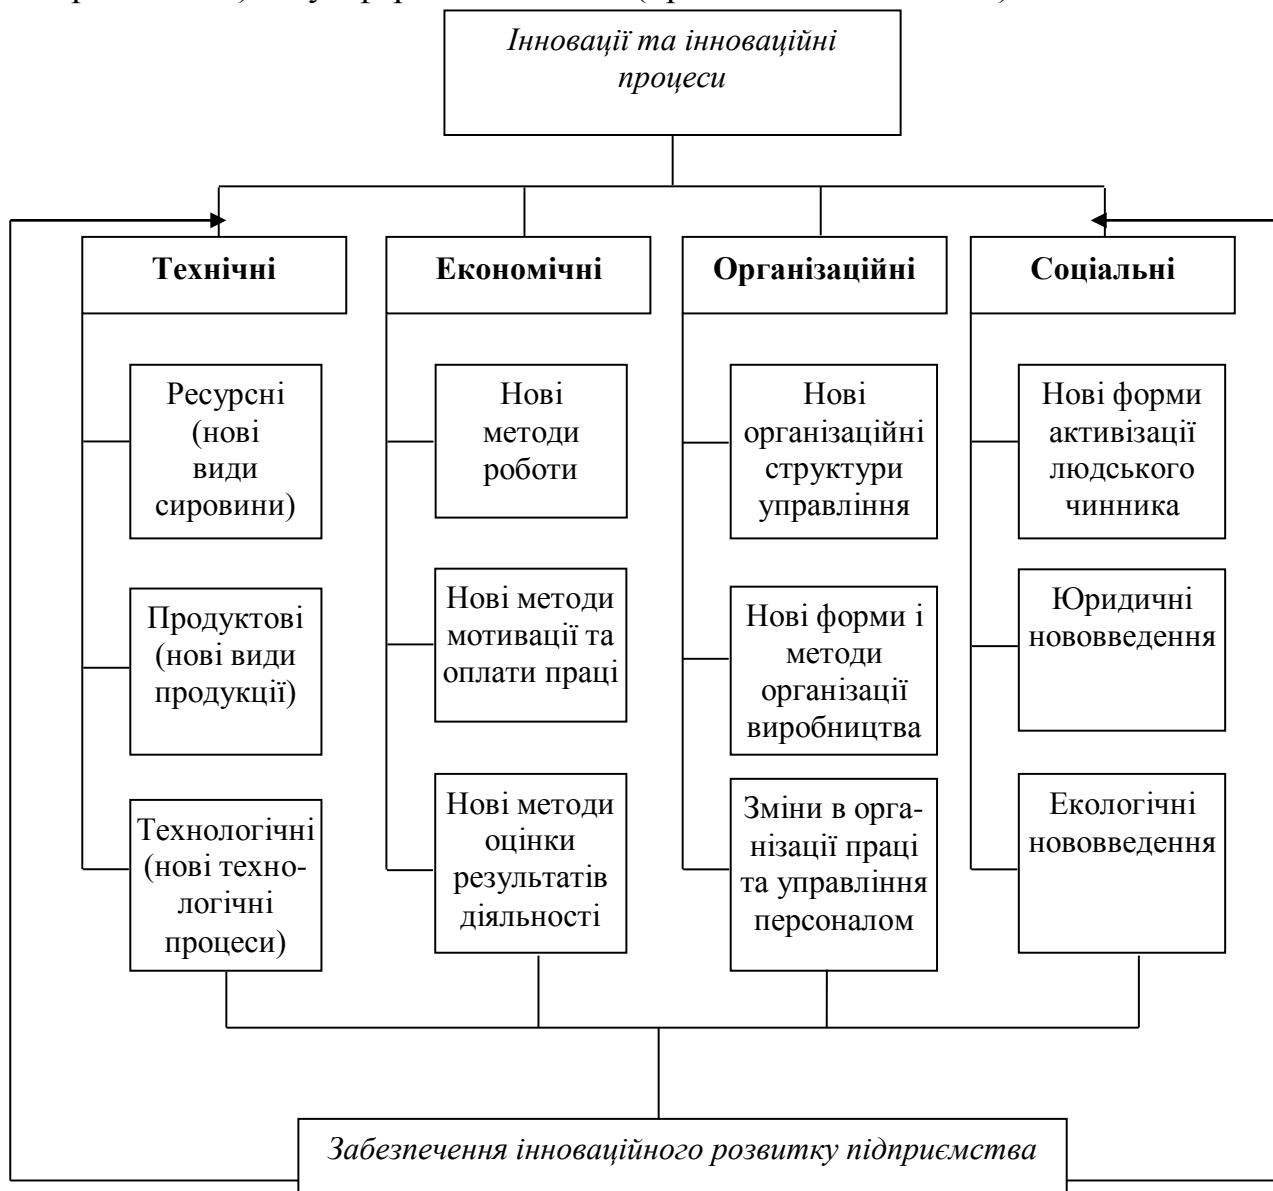 Інновації та інноваційні
процеси
Технічні
Економічні
Організаційні
Соціальні
Ресурсні
(нові
види
сировини)
Нові
методи
роботи
Нові
організаційні
структури
управління
Нові форми
активізації
людського
чинника
Продуктові
(нові види
продукції)
Нові методи
мотивації та
оплати праці
Нові форми і
методи
організації
виробництва
Юридичні
нововведення
Технологічні
(нові техно-
логічні
процеси)
Нові методи
оцінки
результатів
діяльності
Зміни в орга-
нізації праці
та управління
персоналом
Екологічні
нововведення
Забезпечення інноваційного розвитку підприємства